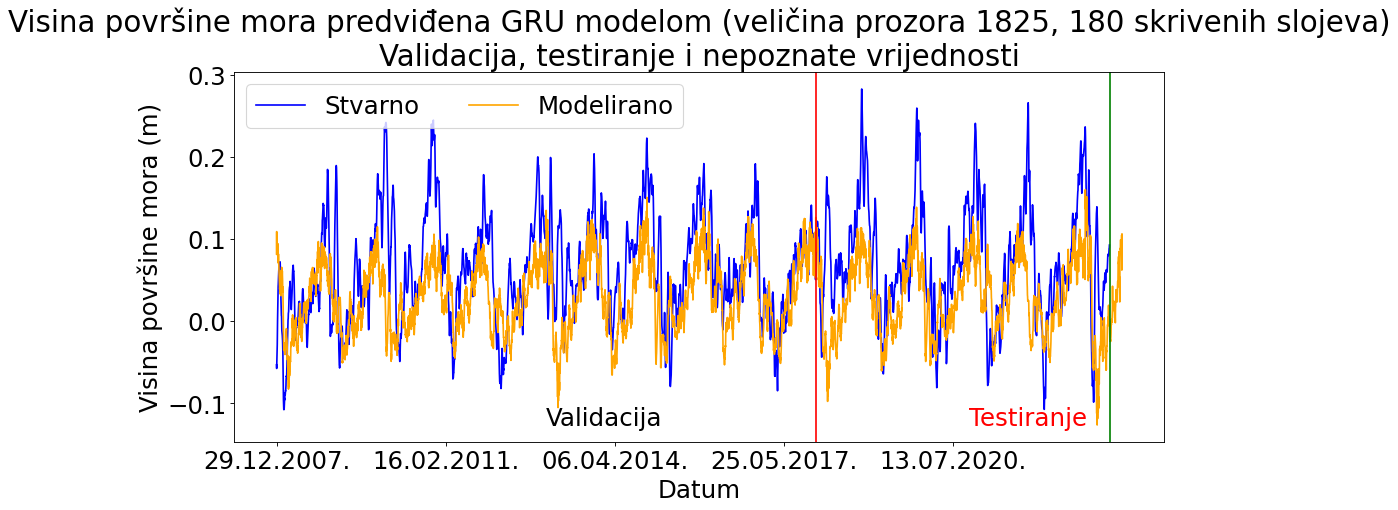 Visina površine mora predviđena GRU modelom (veličina prozora 1825, 180 skrivenih slojeva)
Validacija, testiranje i nepoznate vrijednosti
Stvarno
Modelirano
Visina površine mora (m)
0.3
0.2
0.1
0.0
−0.1
Validacija
Testiranje
29.12.2007.
16.02.2011.
06.04.2014.
25.05.2017.
13.07.2020.
Datum